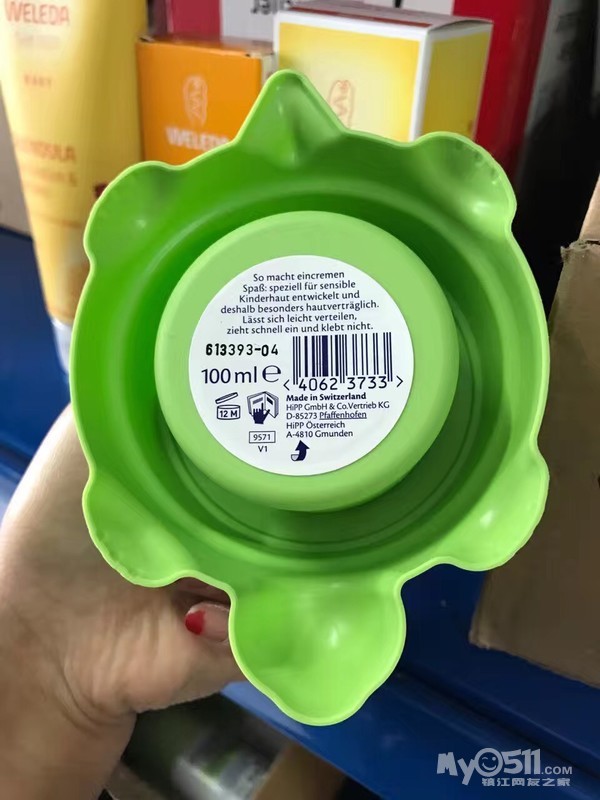 WELEDA
BABY
WELEDA
So macht eincremen
Spaß: speziell für sensible
Kinderhaut entwickelt und
deshalb besonders hautverträglich.
Lässt sich leicht verteilen,
zieht schnell ein und klebt nicht.
613393-04
100 ml ℮
<4062 3733>
12 M
Made in Switzerland
HiPP GmbH & Co.Vertrieb KG
D-85273 Pfaffenhofen
HiPP Österreich
A-4810 Gmunden
9571
V1
My0511.COM
镇江网友之家